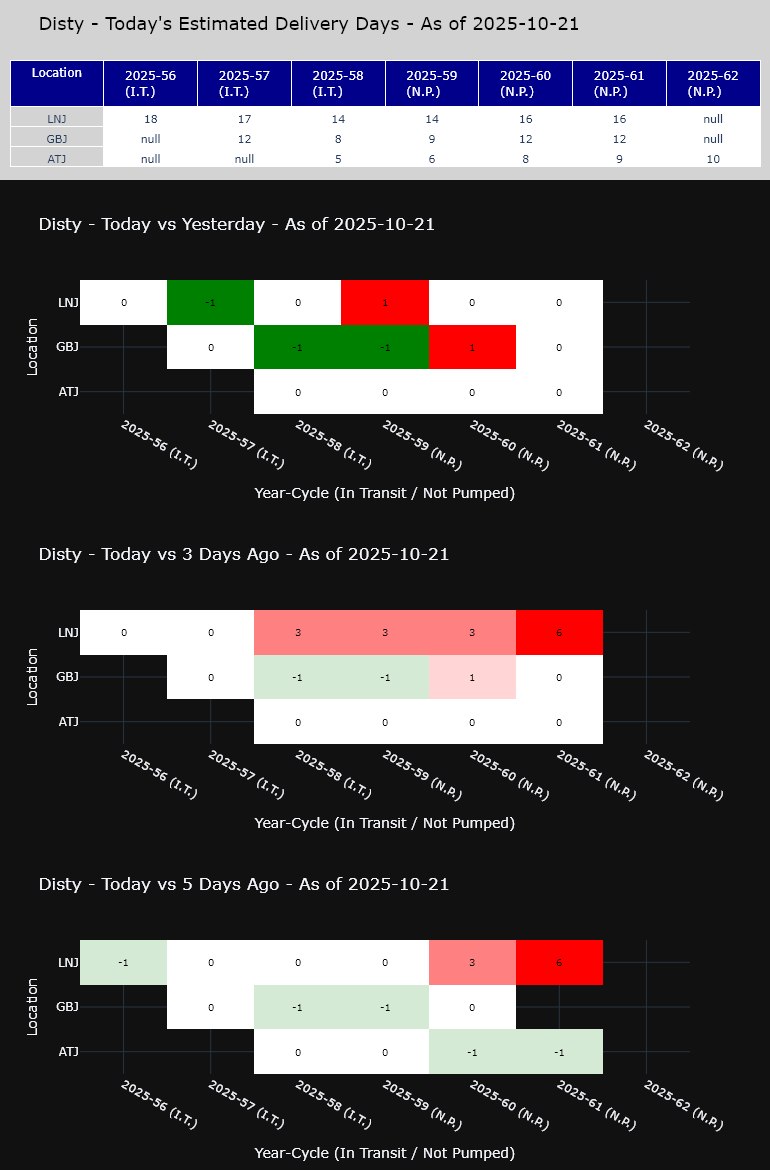 Disty - Today's Estimated Delivery Days - As of 2025-10-21
Location 2025-56 (I.T.) 2025-57 (I.T.) 2025-58 (I.T.) 2025-59 (N.P.) 2025-60 (N.P.) 2025-61 (N.P.) 2025-62 (N.P.)
LNJ 18 17 14 14 16 16 null
GBJ null 12 8 9 12 12 null
ATJ null null 5 6 8 9 10
Disty - Today vs Yesterday - As of 2025-10-21
Location
LNJ 0 -1 0 1 0 0
GBJ 0 -1 -1 1 0
ATJ 0 0 0 0
2025-56 (I.T.) 2025-57 (I.T.) 2025-58 (I.T.) 2025-59 (N.P.) 2025-60 (N.P.) 2025-61 (N.P.) 2025-62 (N.P.)
Year-Cycle (In Transit / Not Pumped)
Disty - Today vs 3 Days Ago - As of 2025-10-21
Location
LNJ 0 0 3 3 3 6
GBJ 0 -1 -1 1 0
ATJ 0 0 0 0
2025-56 (I.T.) 2025-57 (I.T.) 2025-58 (I.T.) 2025-59 (N.P.) 2025-60 (N.P.) 2025-61 (N.P.) 2025-62 (N.P.)
Year-Cycle (In Transit / Not Pumped)
Disty - Today vs 5 Days Ago - As of 2025-10-21
Location
LNJ -1 0 0 0 3 6
GBJ 0 -1 -1 0
ATJ 0 0 -1 -1
2025-56 (I.T.) 2025-57 (I.T.) 2025-58 (I.T.) 2025-59 (N.P.) 2025-60 (N.P.) 2025-61 (N.P.) 2025-62 (N.P.)
Year-Cycle (In Transit / Not Pumped)